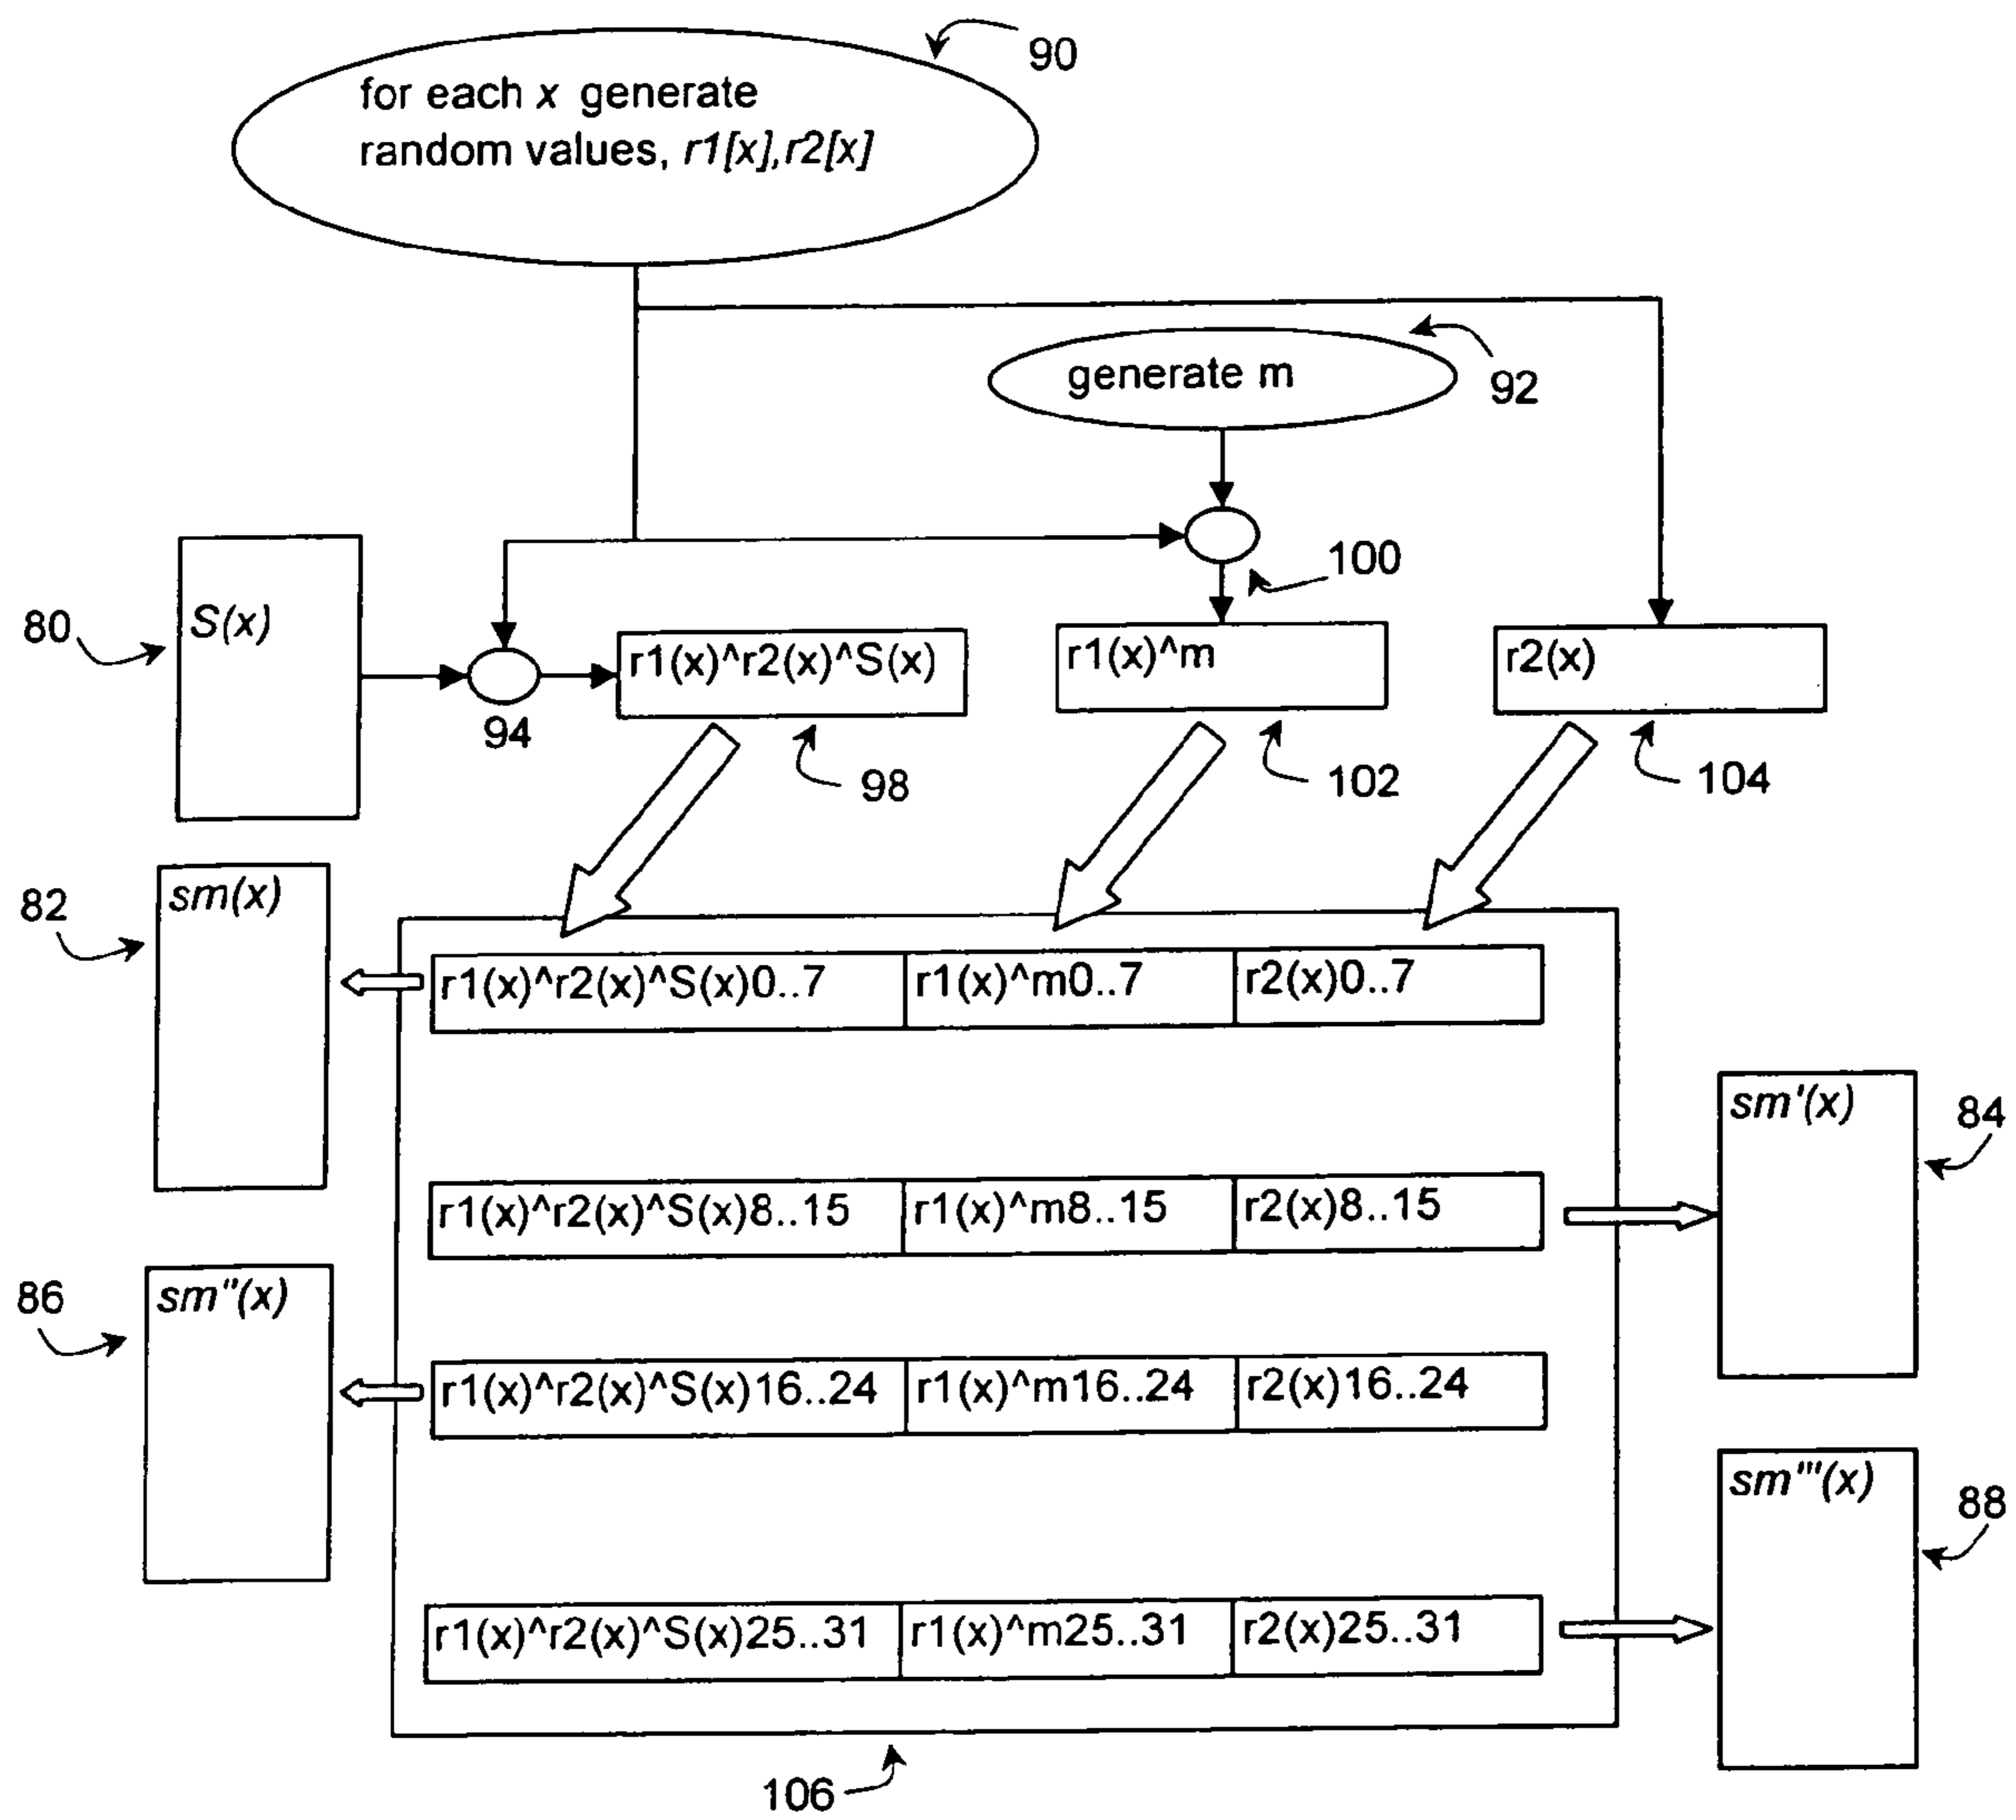 90
for each x generate
random values, r1[x],r2[x]
generate m
92
100
80
S(x)
r1(x)^r2(x)^S(x)
r1(x)^m
r2(x)
94
98
102
104
82
sm(x)
r1(x)^r2(x)^S(x)0..7
r1(x)^m0..7
r2(x)0..7
sm'(x)
84
r1(x)^r2(x)^S(x)8..15
r1(x)^m8..15
r2(x)8..15
86
sm"(x)
r1(x)^r2(x)^S(x)16..24
r1(x)^m16..24
r2(x)16..24
sm'"(x)
88
r1(x)^r2(x)^S(x)25..31
r1(x)^m25..31
r2(x)25..31
106